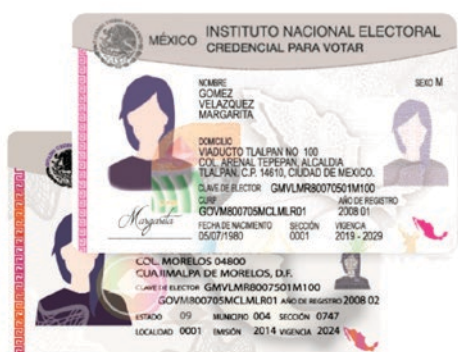 MÉXICO INSTITUTO NACIONAL ELECTORAL
CREDENCIAL PARA VOTAR
NOMBRE
SEXO M
GOMEZ
VELAZQUEZ
MARGARITA
DOMICILIO
VIADUCTO TLALPAN NO 100
COL. ARENAL TEPEPAN, ALCALDIA
TLALPAN, C.P. 14610, CIUDAD DE MEXICO.
CLAVE DE ELECTOR GMVLMR80070501M100
CURP AÑO DE REGISTRO
GOVM800705MCLMLR01 2008 01
FECHA DE NACIMIENTO SECCIÓN VIGENCIA
05/07/1980 0001 2019 - 2029
Margarita
COL. MORELOS 04800
CUAJIMALPA DE MORELOS, D.F.
CLAVE DE ELECTOR GMVLMR8007501M100
GOVM800705MCLMLR01 AÑO DE REGISTRO 2008 02
ESTADO 09 MUNICIPIO 004 SECCIÓN 0747
LOCALIDAD 0001 EMISIÓN 2014 VIGENCIA 2024